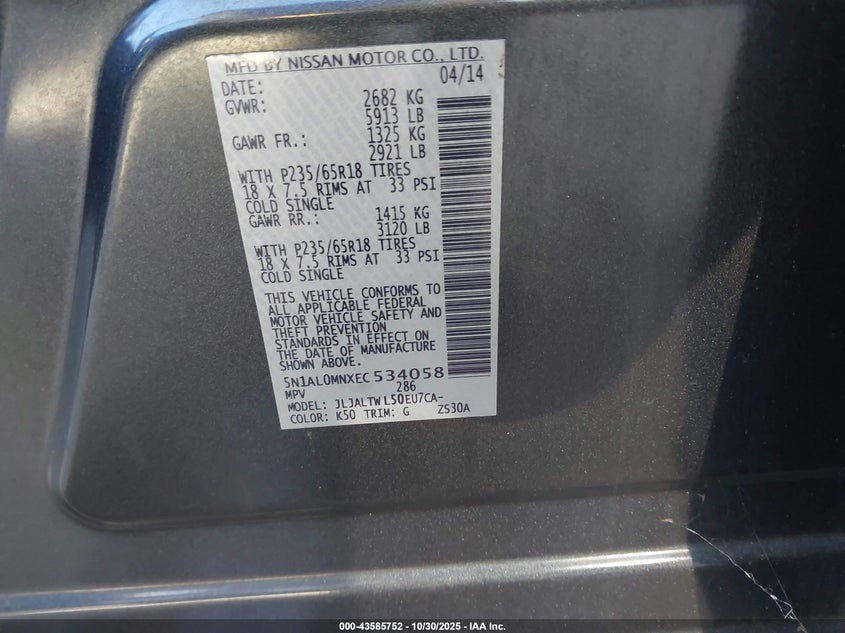 MFD BY NISSAN MOTOR CO., LTD.
DATE: 04/14
GVWR: 2682 KG
5913 LB
GAWR FR.: 1325 KG
2921 LB
WITH P235/65R18 TIRES
18 X 7.5 RIMS AT 33 PSI
COLD SINGLE
GAWR RR.: 1415 KG
3120 LB
WITH P235/65R18 TIRES
18 X 7.5 RIMS AT 33 PSI
COLD SINGLE
THIS VEHICLE CONFORMS TO
ALL APPLICABLE FEDERAL
MOTOR VEHICLE SAFETY AND
THEFT PREVENTION
STANDARDS IN EFFECT ON
THE DATE OF MANUFACTURE
SHOWN ABOVE.
5N1AL0MNXEC534058
MPV 286
MODEL: JLJALTWL50EU7CA-
COLOR: K50 TRIM: G ZS30A
000-43585752 - 10/30/2025 - IAA Inc.